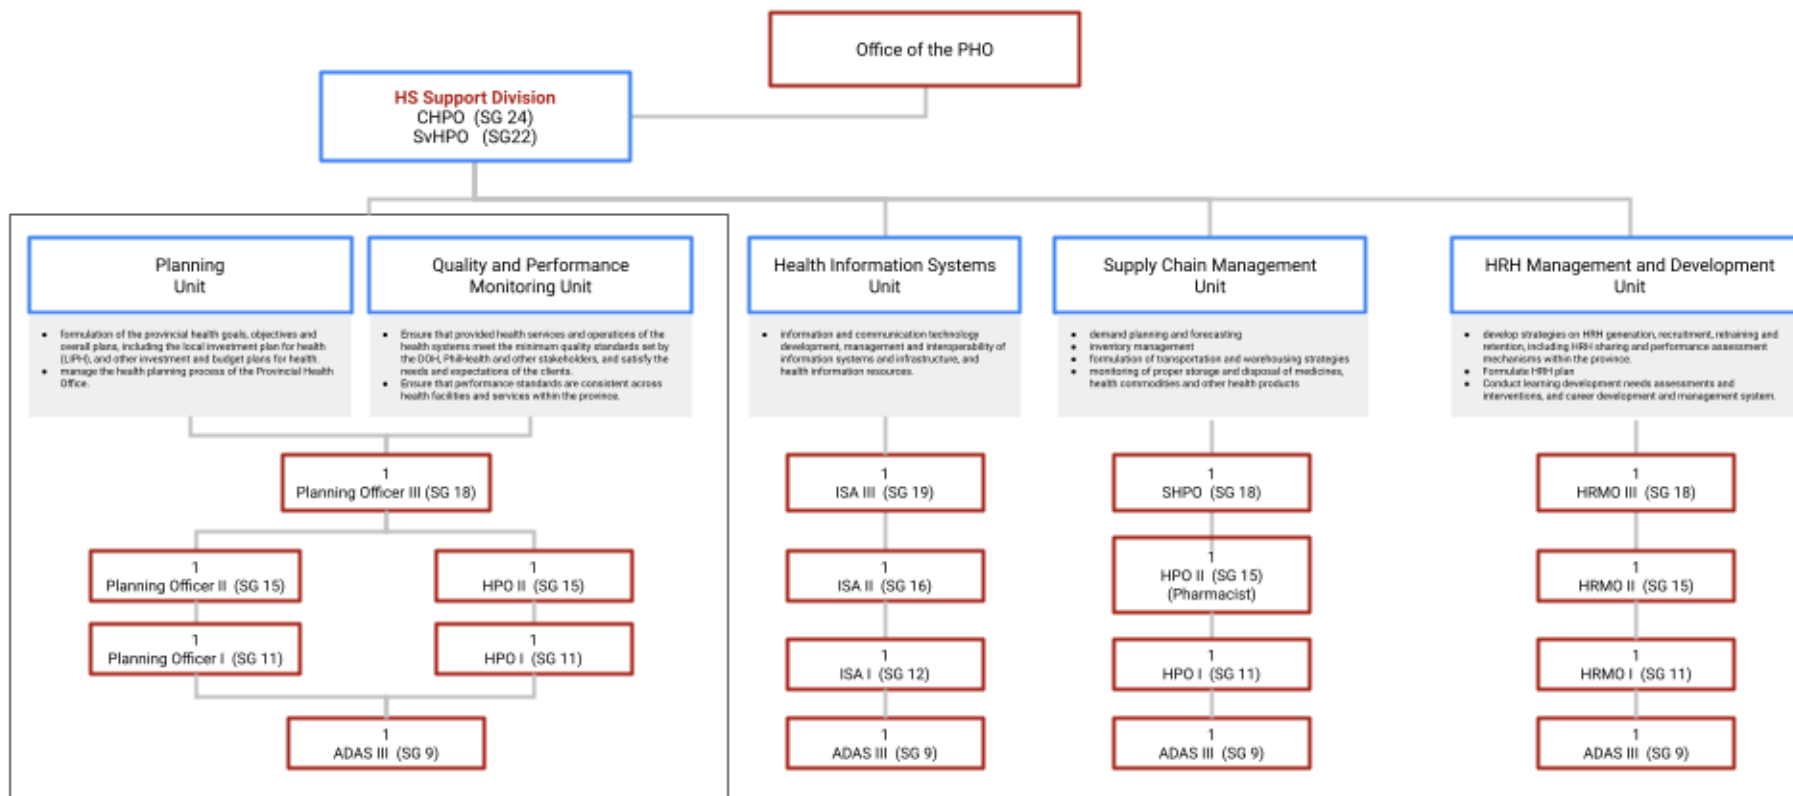 Office of the PHO
HS Support Division
CHPO (SG 24)
SvHPO (SG22)
Planning
Unit
● formulation of the provincial health goals, objectives and
overall plans, including the local investment plan for health
(LIPH), and other investment and budget plans for health.
● manage the health planning process of the Provincial Health
Office.
Quality and Performance
Monitoring Unit
● Ensure that provided health services and operations of the
health systems meet the minimum quality standards set by
the DOH, PhilHealth and other stakeholders, and satisfy the
needs and expectations of the clients.
● Ensure that performance standards are consistent across
health facilities and services within the province.
Health Information Systems
Unit
● information and communication technology
development, management and interoperability of
information systems and infrastructure, and
health information resources.
Supply Chain Management
Unit
● demand planning and forecasting
● inventory management
● formulation of transportation and warehousing strategies
● monitoring of proper storage and disposal of medicines,
health commodities and other health products
HRH Management and Development
Unit
● develop strategies on HRH generation, recruitment, retraining and
retention, including HRH sharing and performance assessment
mechanisms within the province.
● Formulate HRH plan
● Conduct learning development needs assessments and
interventions, and career development and management system.
1
Planning Officer III (SG 18)
1
Planning Officer II (SG 15)
1
HPO II (SG 15)
1
Planning Officer I (SG 11)
1
HPO I (SG 11)
1
ADAS III (SG 9)
1
ISA III (SG 19)
1
ISA II (SG 16)
1
ISA I (SG 12)
1
ADAS III (SG 9)
1
SHPO (SG 18)
1
HPO II (SG 15)
(Pharmacist)
1
HPO I (SG 11)
1
ADAS III (SG 9)
1
HRMO III (SG 18)
1
HRMO II (SG 15)
1
HRMO I (SG 11)
1
ADAS III (SG 9)